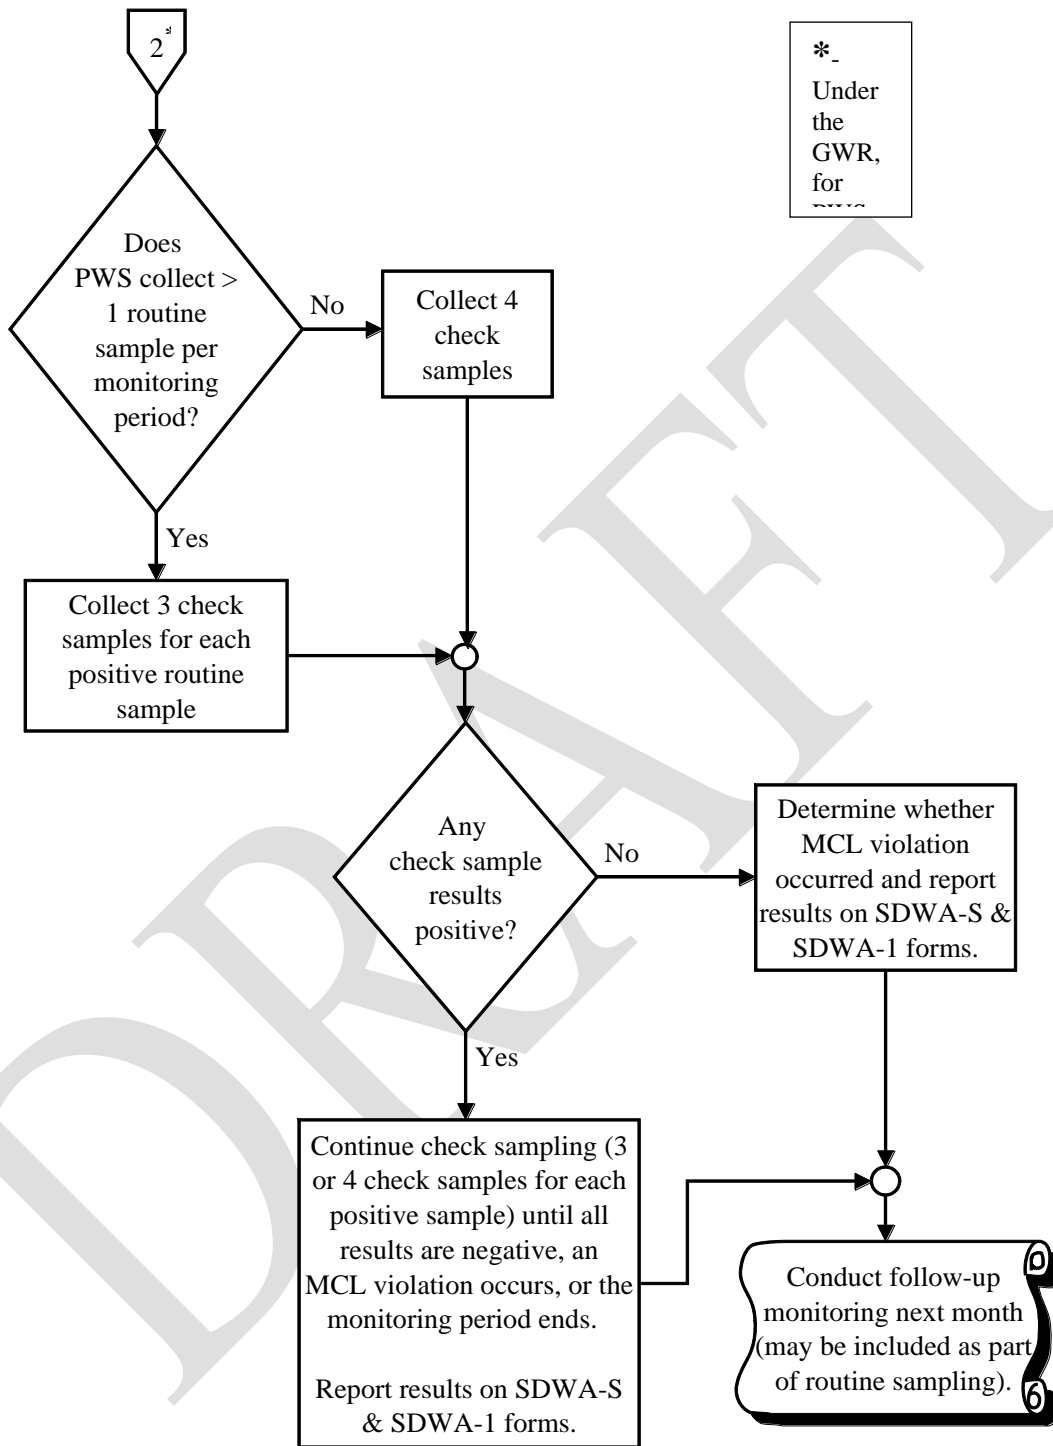 2
*-
Under
the
GWR,
for
Does
PWS collect >
1 routine
sample per
monitoring
period?
No
Collect 4
check
samples
Yes
Collect 3 check
samples for each
positive routine
sample
Any
check sample
results
positive?
No
Determine whether
MCL violation
occurred and report
results on SDWA-S &
SDWA-1 forms.
Yes
Continue check sampling (3
or 4 check samples for each
positive sample) until all
results are negative, an
MCL violation occurs, or the
monitoring period ends.
Report results on SDWA-S
& SDWA-1 forms.
Conduct follow-up
monitoring next month
(may be included as part
of routine sampling).
DRAFT